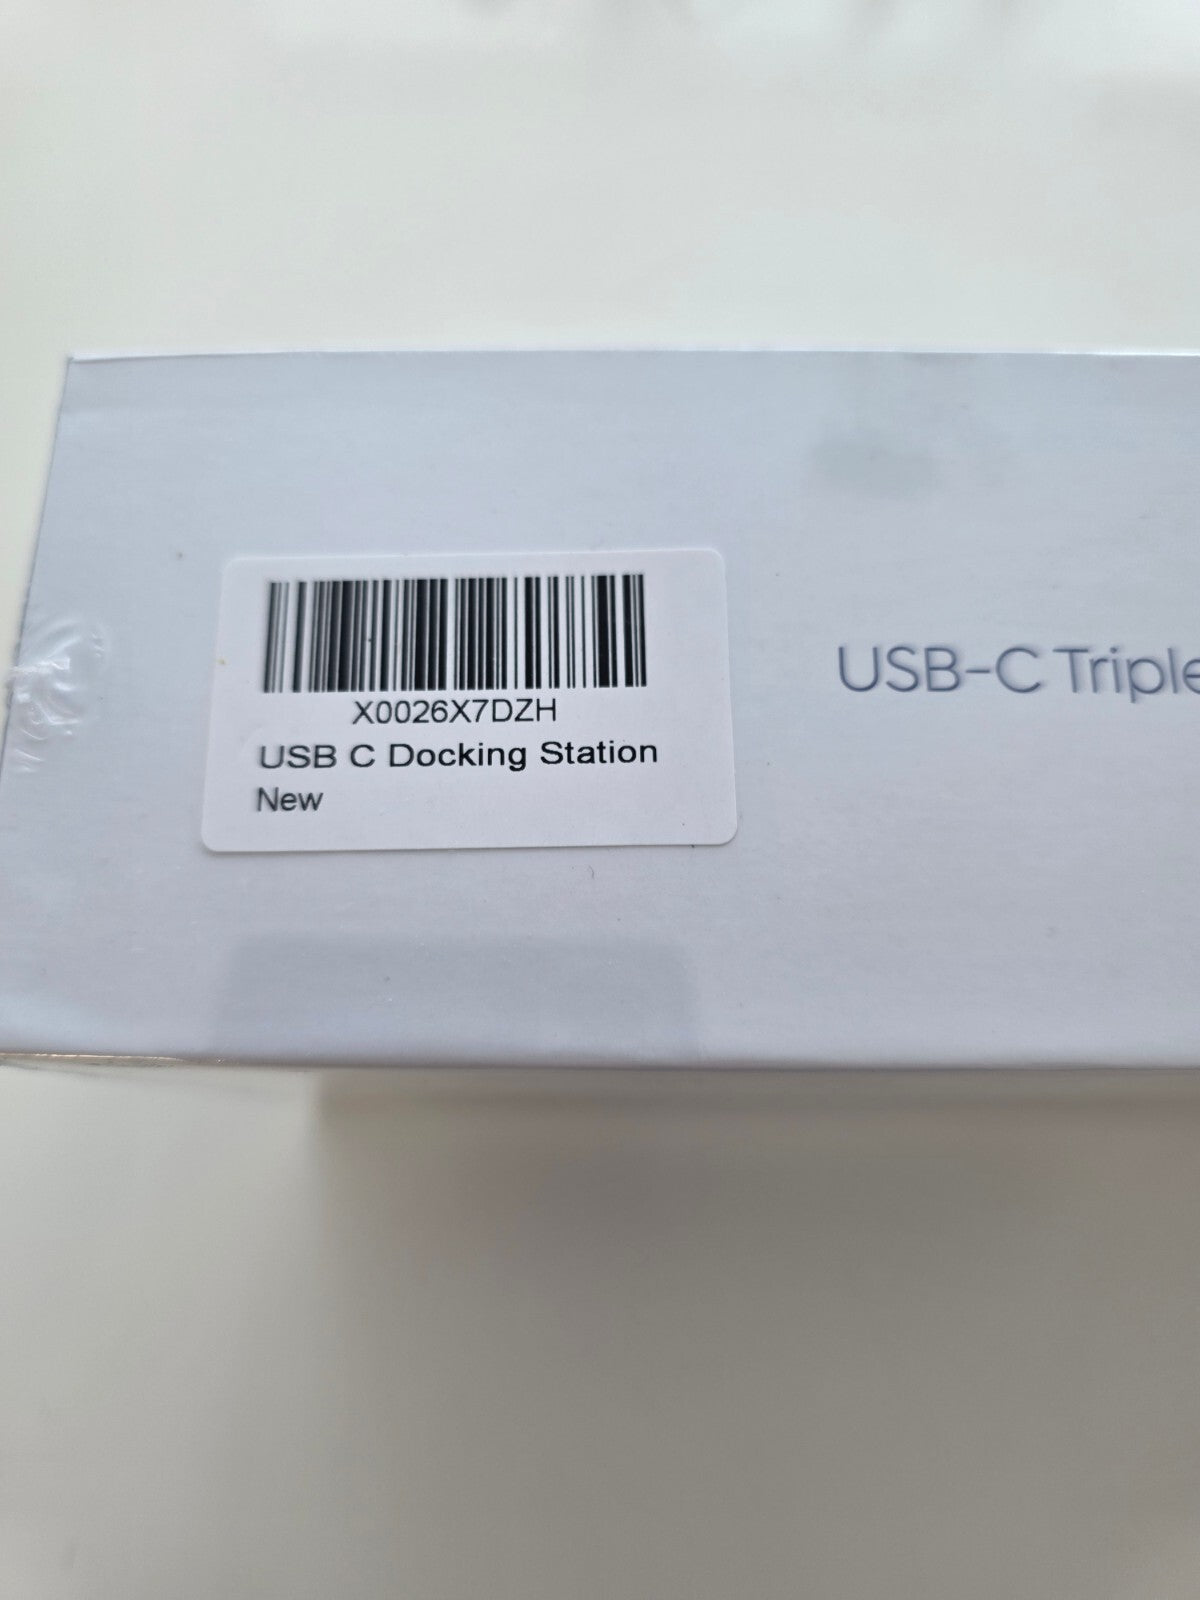 X0026X7DZH
USB C Docking Station
New
USB-C Triple